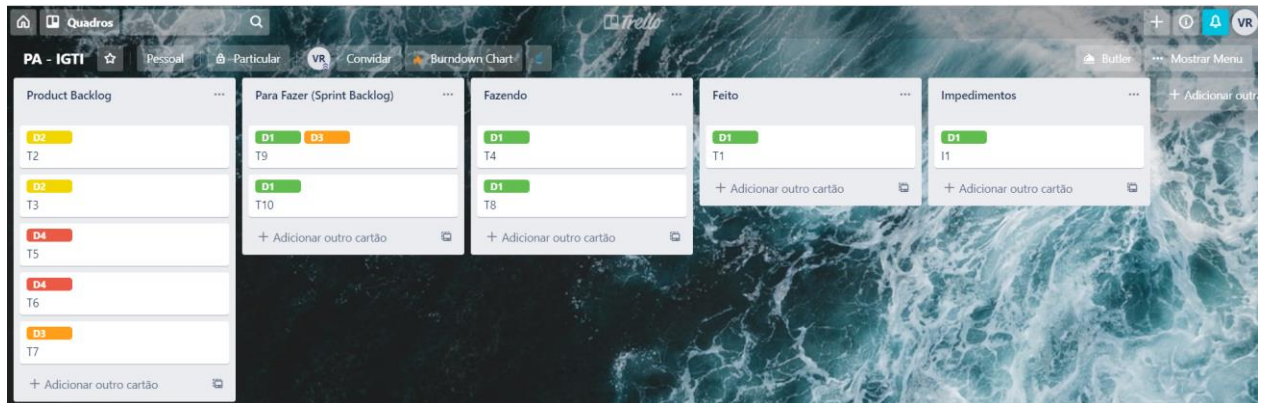 Quadros
Trello
VR
PA - IGTI
Pessoal
Particular
VR
Convidar
Burndown Chart
Butler
... Mostrar Menu
Product Backlog
D2
T2
D2
T3
D4
T5
D4
T6
D3
T7
+ Adicionar outro cartão
Para Fazer (Sprint Backlog)
D1 D3
T9
D1
T10
+ Adicionar outro cartão
Fazendo
D1
T4
D1
T8
+ Adicionar outro cartão
Feito
D1
T1
+ Adicionar outro cartão
Impedimentos
D1
I1
+ Adicionar outro cartão
+ Adicionar outr